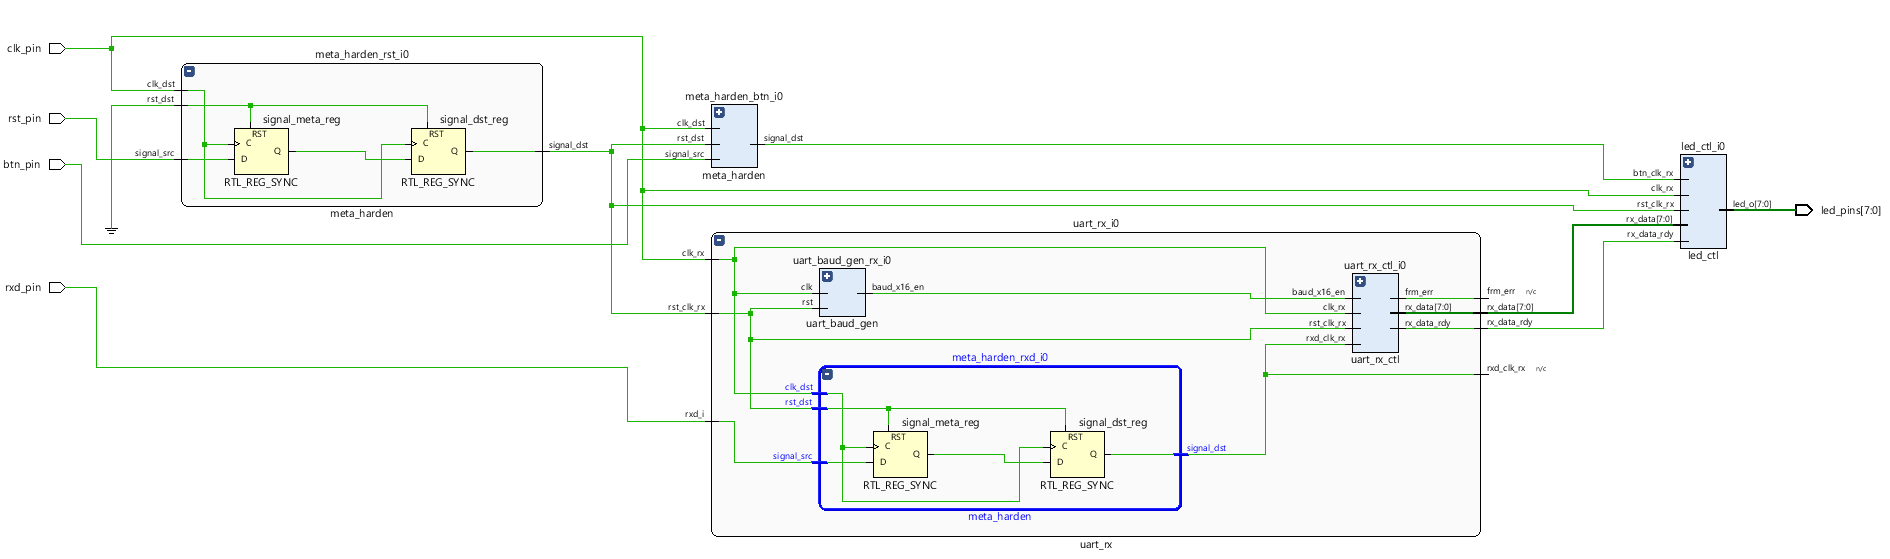 clk_pin
rst_pin
btn_pin
rxd_pin
meta_harden_rst_i0
clk_dst
rst_dst
signal_src
signal_meta_reg
RST
C
D
Q
RTL_REG_SYNC
signal_dst_reg
RST
C
D
Q
RTL_REG_SYNC
signal_dst
meta_harden
meta_harden_btn_i0
clk_dst
rst_dst
signal_src
signal_dst
meta_harden
uart_rx_i0
clk_rx
rst_clk_rx
rxd_i
uart_baud_gen_rx_i0
clk
rst
baud_x16_en
uart_baud_gen
uart_rx_ctl_i0
baud_x16_en
clk_rx
rst_clk_rx
rxd_clk_rx
frm_err
rx_data[7:0]
rx_data_rdy
uart_rx_ctl
frm_err n/c
rx_data[7:0]
rx_data_rdy
rxd_clk_rx n/c
meta_harden_rxd_i0
clk_dst
rst_dst
signal_src
signal_meta_reg
RST
C
D
Q
RTL_REG_SYNC
signal_dst_reg
RST
C
D
Q
RTL_REG_SYNC
signal_dst
meta_harden
uart_rx
led_ctl_i0
btn_clk_rx
clk_rx
rst_clk_rx
rx_data[7:0]
rx_data_rdy
led_o[7:0]
led_ctl
led_pins[7:0]